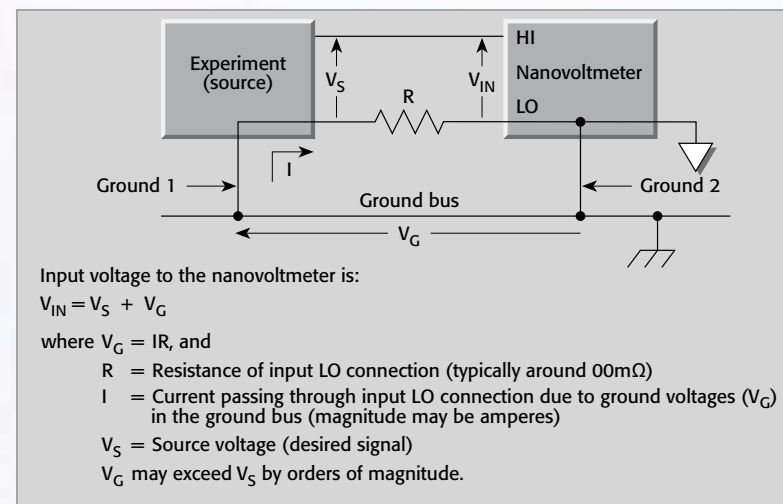 Experiment
(source)
V_S
R
V_IN
HI
Nanovoltmeter
LO
I
Ground 1
Ground bus
Ground 2
V_G
Input voltage to the nanovoltmeter is:
V_IN = V_S + V_G
where V_G = IR, and
R = Resistance of input LO connection (typically around 00mΩ)
I = Current passing through input LO connection due to ground voltages (V_G)
in the ground bus (magnitude may be amperes)
V_S = Source voltage (desired signal)
V_G may exceed V_S by orders of magnitude.